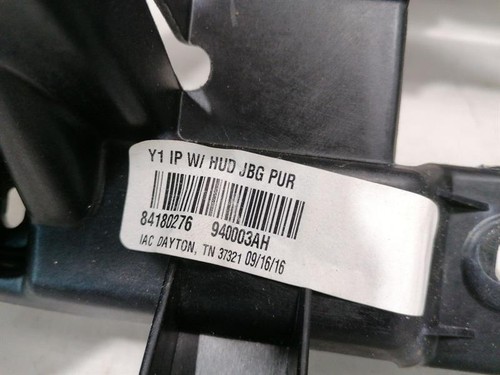 Y1 IP W/ HUD JBG PUR
84180276 940003AH
IAC DAYTON, TN 37321 09/16/16